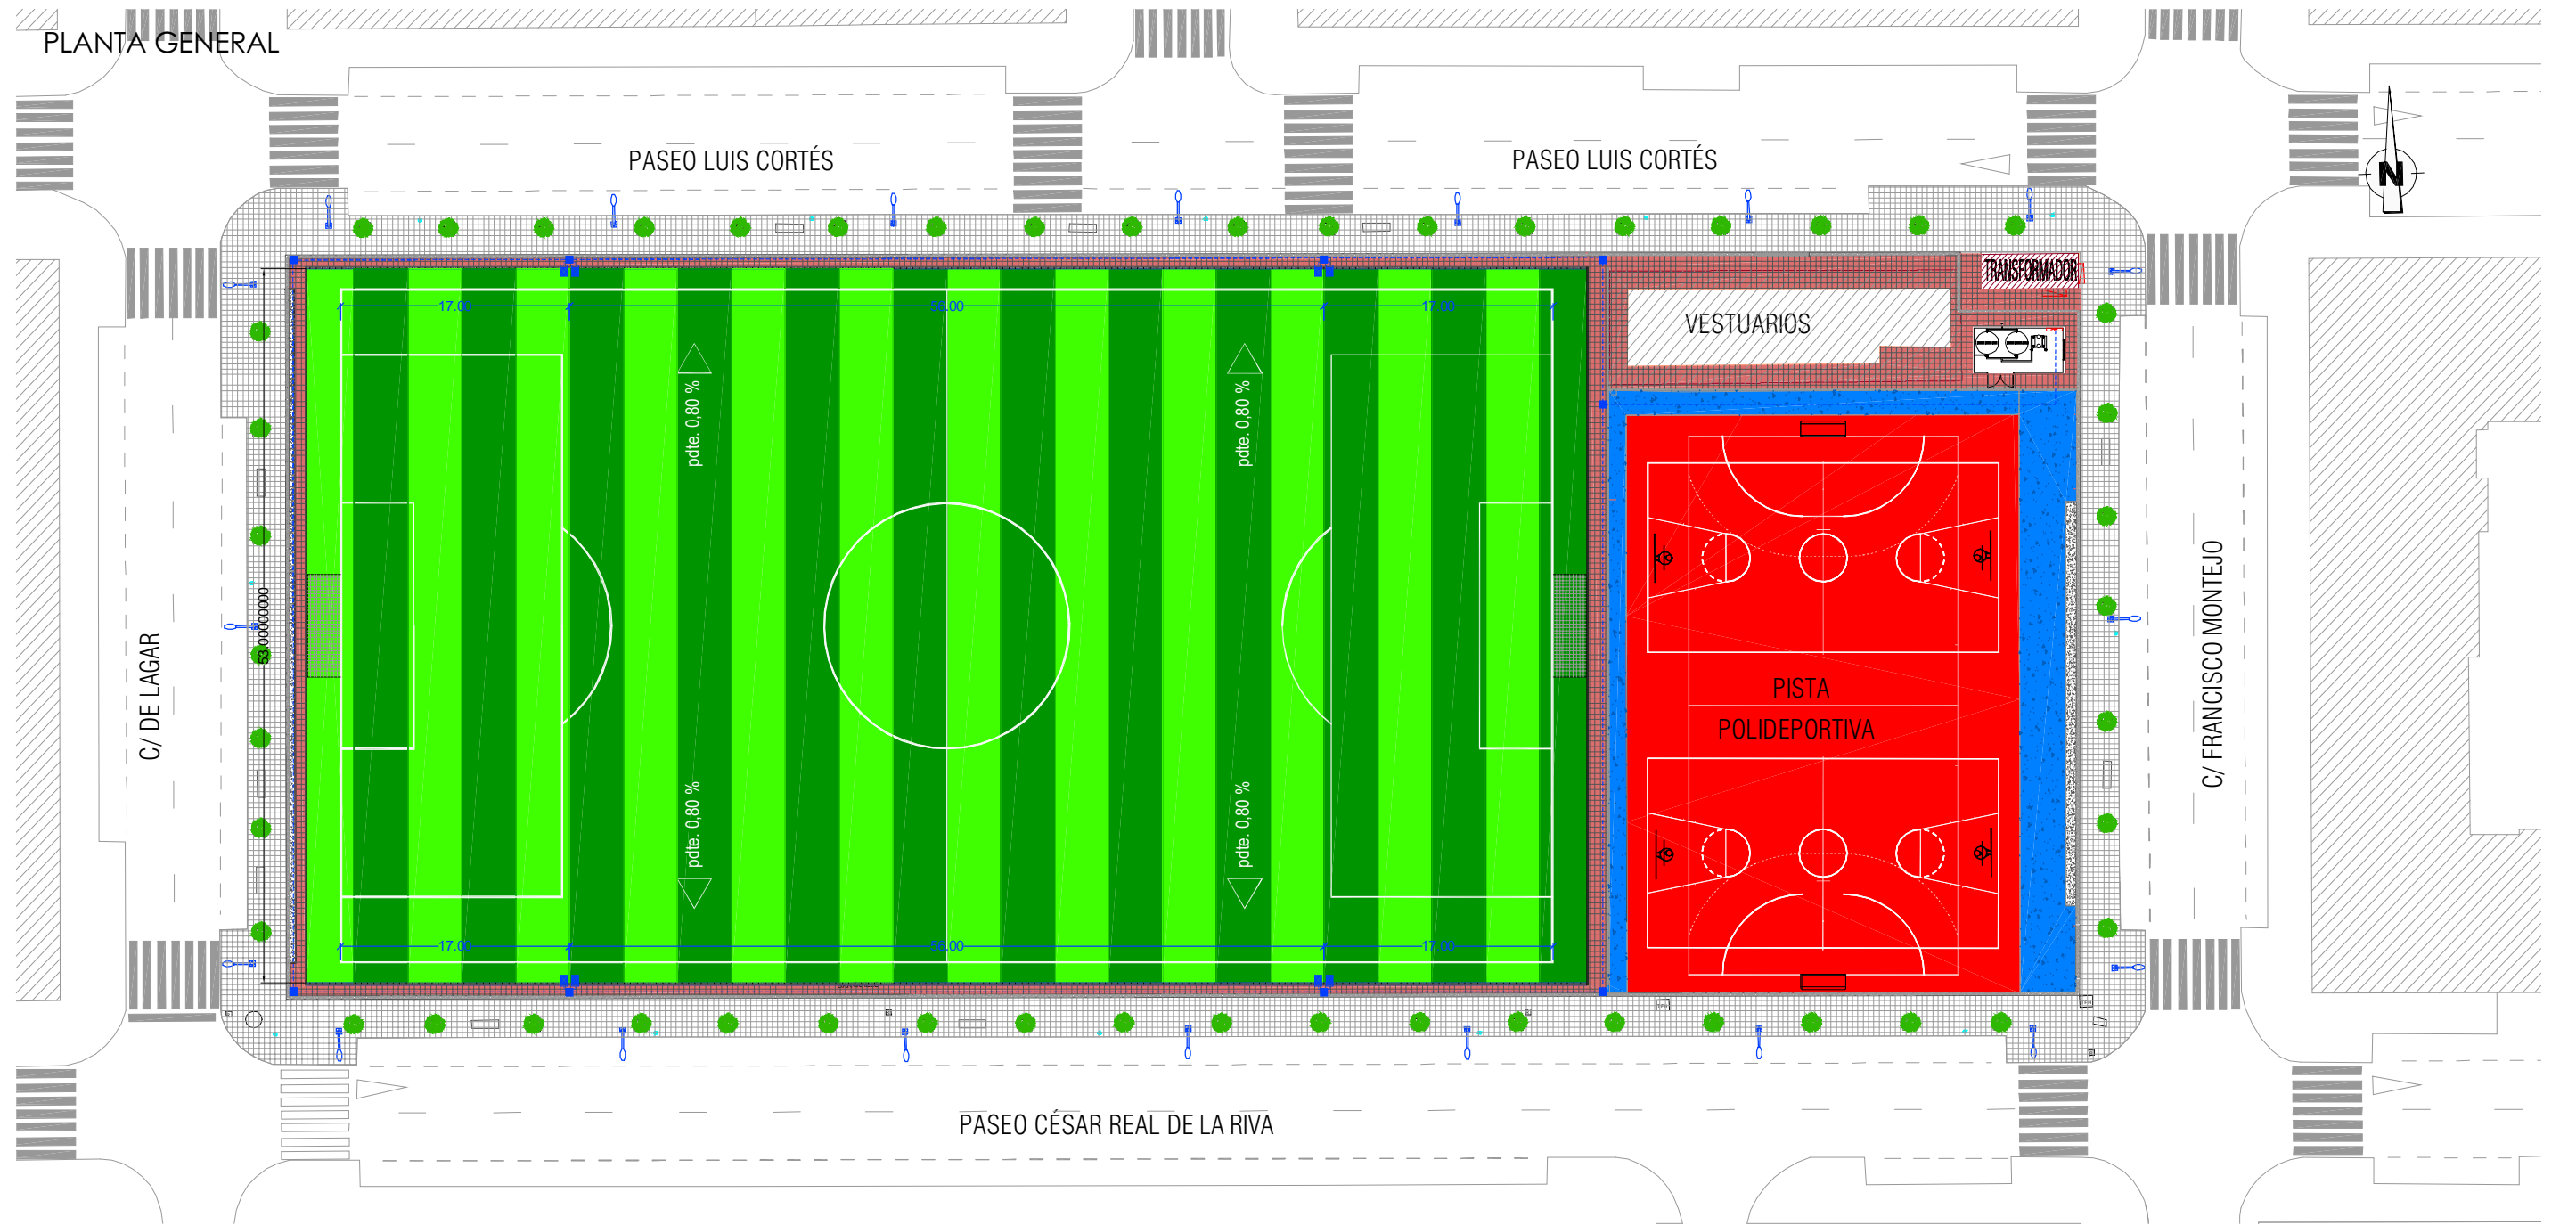 PLANTA GENERAL
PASEO LUIS CORTÉS
PASEO LUIS CORTÉS
N
TRANSFORMADOR
17.00
56.00
17.00
VESTUARIOS
pdte. 0,80 %
pdte. 0,80 %
C/ DE LAGAR
53.00000000
C/ FRANCISCO MONTEJO
PISTA
POLIDEPORTIVA
pdte. 0,80 %
pdte. 0,80 %
17.00
56.00
17.00
PASEO CÉSAR REAL DE LA RIVA